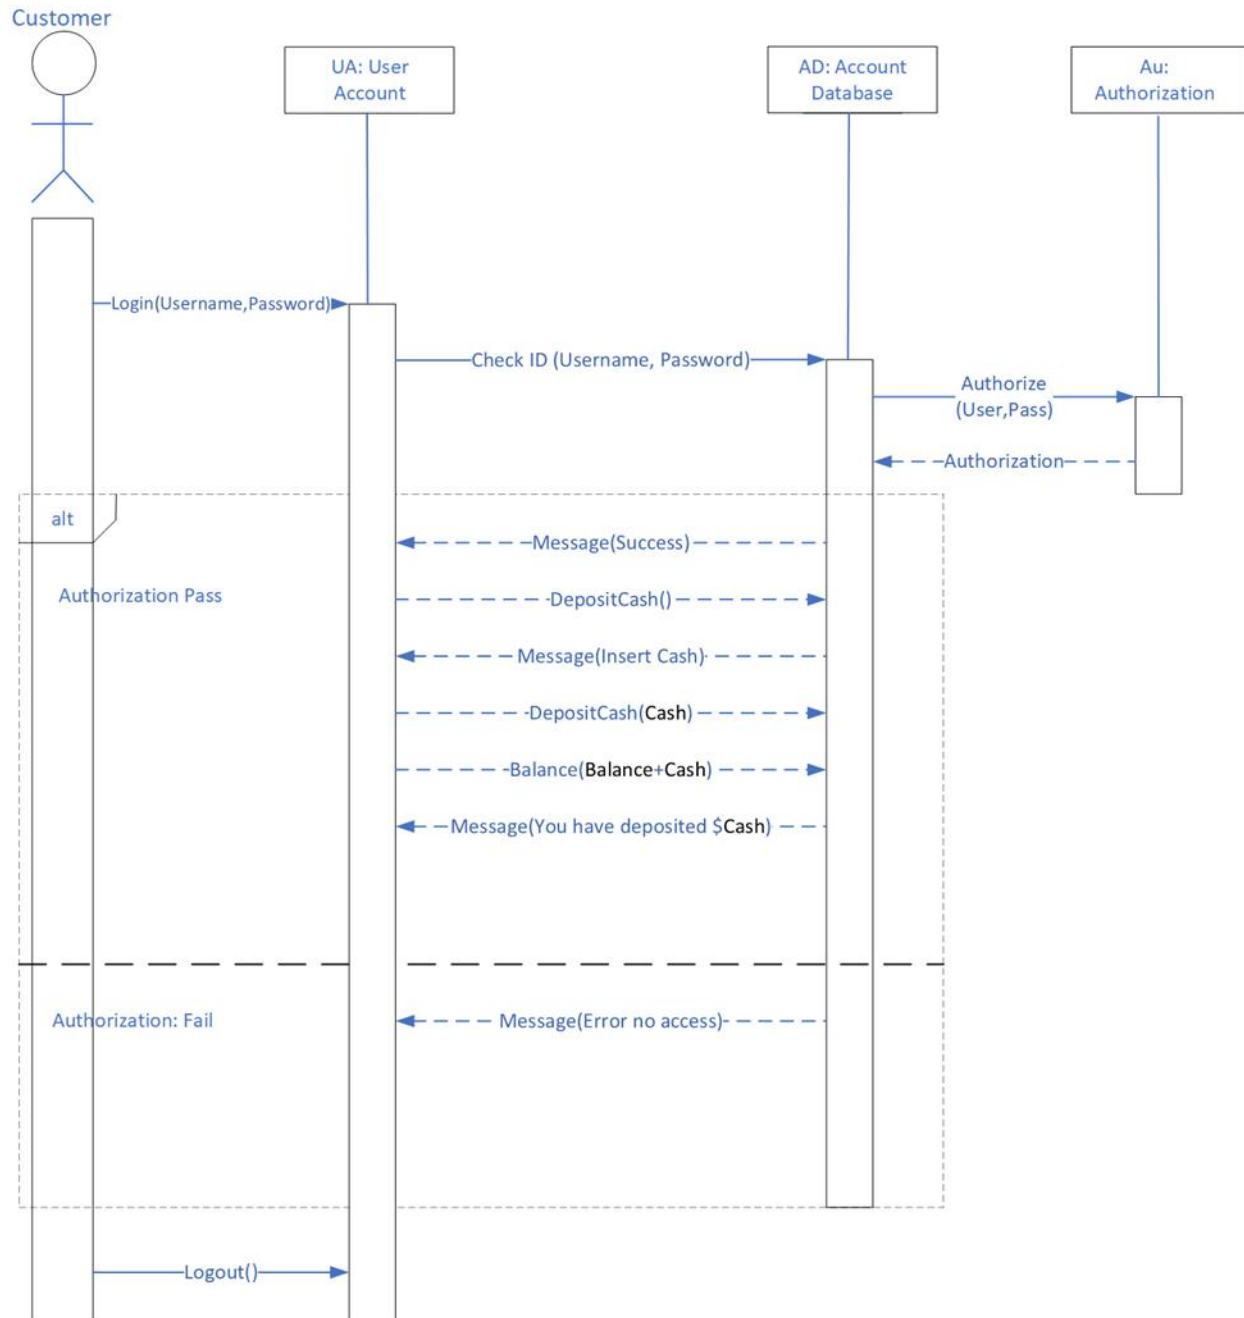 Customer
UA: User
Account
AD: Account
Database
Au:
Authorization
Login(Username,Password)
Check ID (Username, Password)
Authorize
(User,Pass)
Authorization
alt
Message(Success)
Authorization Pass
DepositCash()
Message(Insert Cash)
DepositCash(Cash)
Balance(Balance+Cash)
Message(You have deposited $Cash)
Authorization: Fail
Message(Error no access)
Logout()